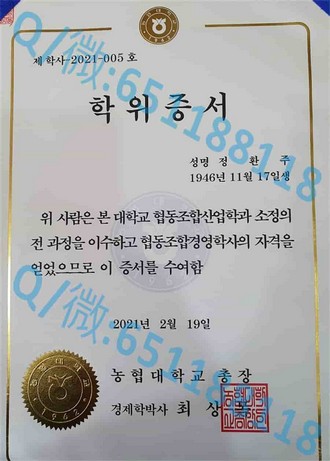 제 학사-2021-005 호
학위증서
성명 정 환 주
1946년 11월 17일생
위 사람은 본 대학교 협동조합산업학과 소정의
전 과정을 이수하고 협동조합경영학사의 자격을
얻었으므로 이 증서를 수여함
2021년 2월 19일
농협대학교 총장
경제학박사 최 상
Q/微:651188118
Q/微:651188118